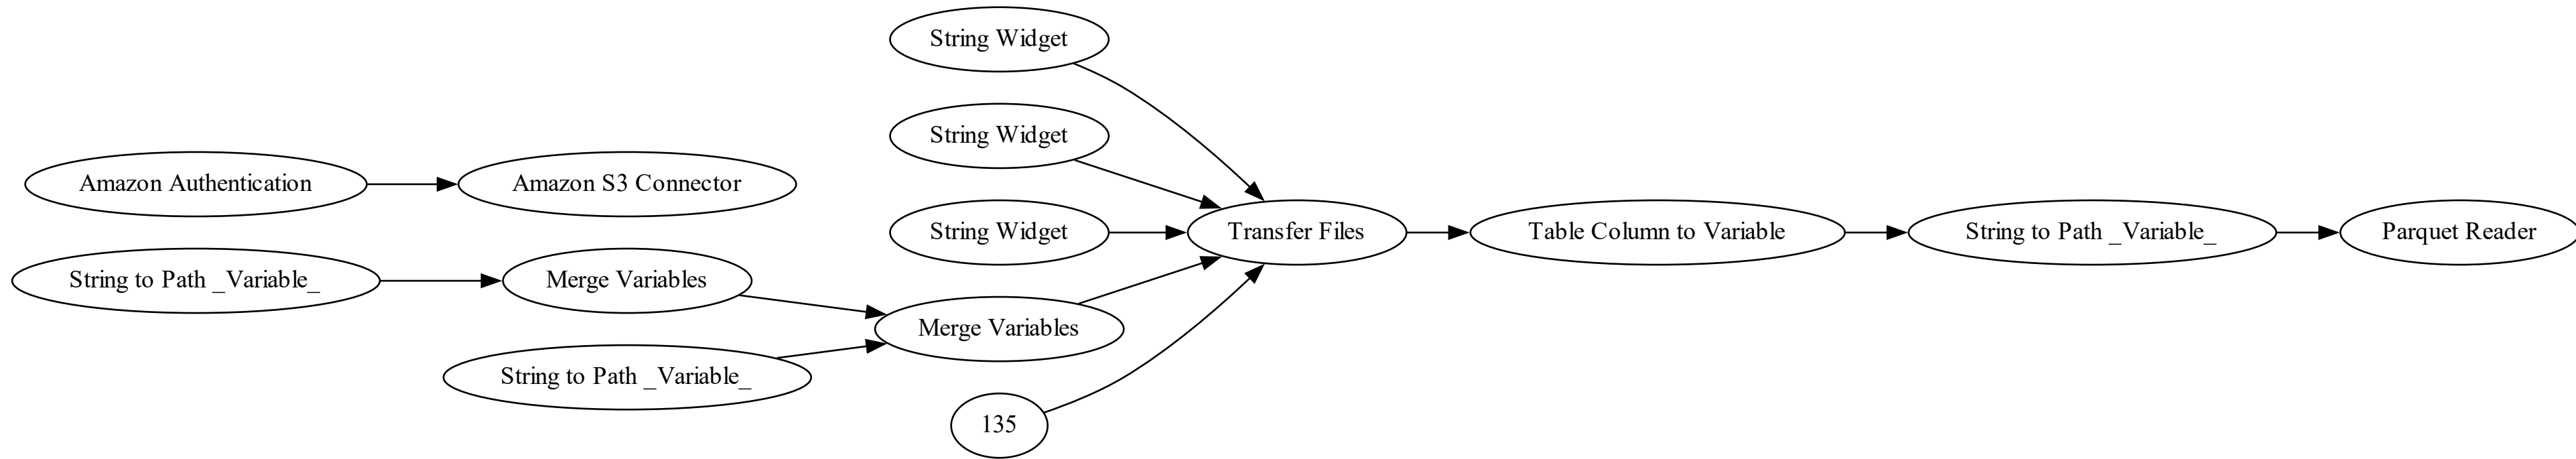 String Widget
String Widget
Amazon Authentication
Amazon S3 Connector
String Widget
Transfer Files
Table Column to Variable
String to Path _Variable_
Parquet Reader
String to Path _Variable_
Merge Variables
Merge Variables
String to Path _Variable_
135